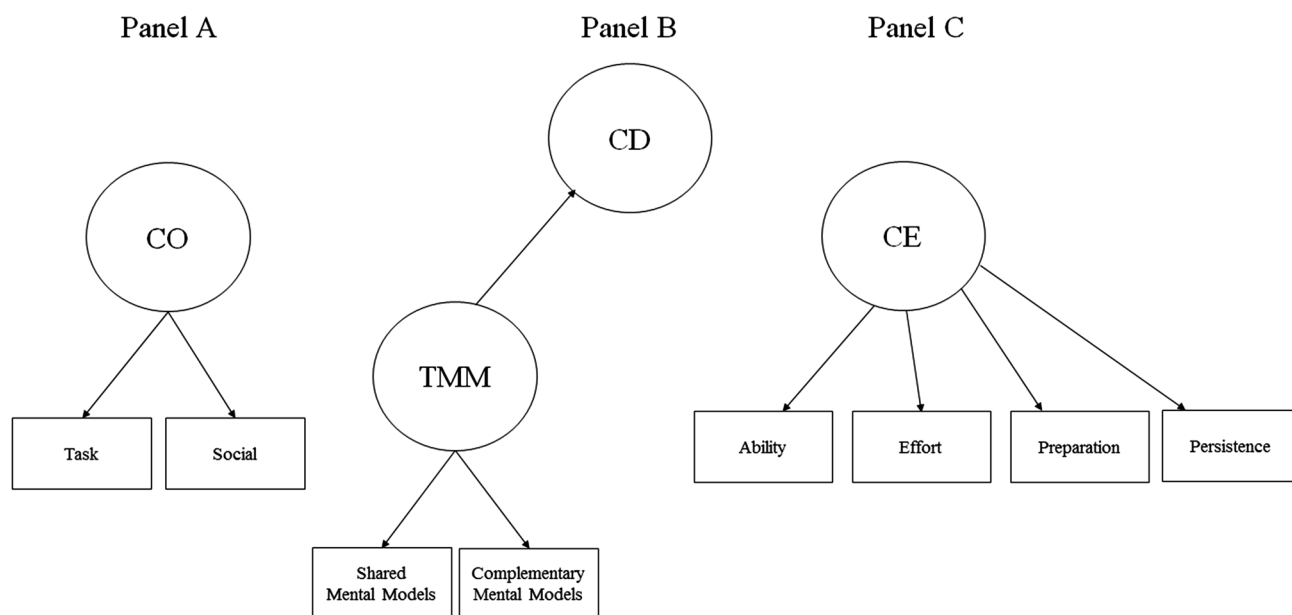 Panel A
Panel B
Panel C
CD
CO
CE
TMM
Task
Social
Ability
Effort
Preparation
Persistence
Shared
Mental Models
Complementary
Mental Models